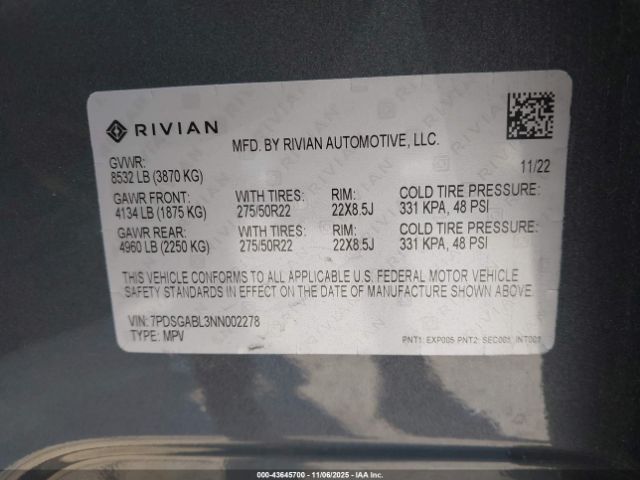 RIVIAN
MFD. BY RIVIAN AUTOMOTIVE, LLC.
GVWR:
8532 LB (3870 KG)
11/22
GAWR FRONT: WITH TIRES: RIM: COLD TIRE PRESSURE:
4134 LB (1875 KG) 275/50R22 22X8.5J 331 KPA, 48 PSI
GAWR REAR: WITH TIRES: RIM: COLD TIRE PRESSURE:
4960 LB (2250 KG) 275/50R22 22X8.5J 331 KPA, 48 PSI
THIS VEHICLE CONFORMS TO ALL APPLICABLE U.S. FEDERAL MOTOR VEHICLE
SAFETY STANDARDS IN EFFECT ON THE DATE OF MANUFACTURE SHOWN ABOVE.
VIN: 7PDSGABL3NN002278
TYPE: MPV
PNT1: EXP005 PNT2: SEC001, INT001
000-43645700 - 11/06/2025 - IAA, Inc.